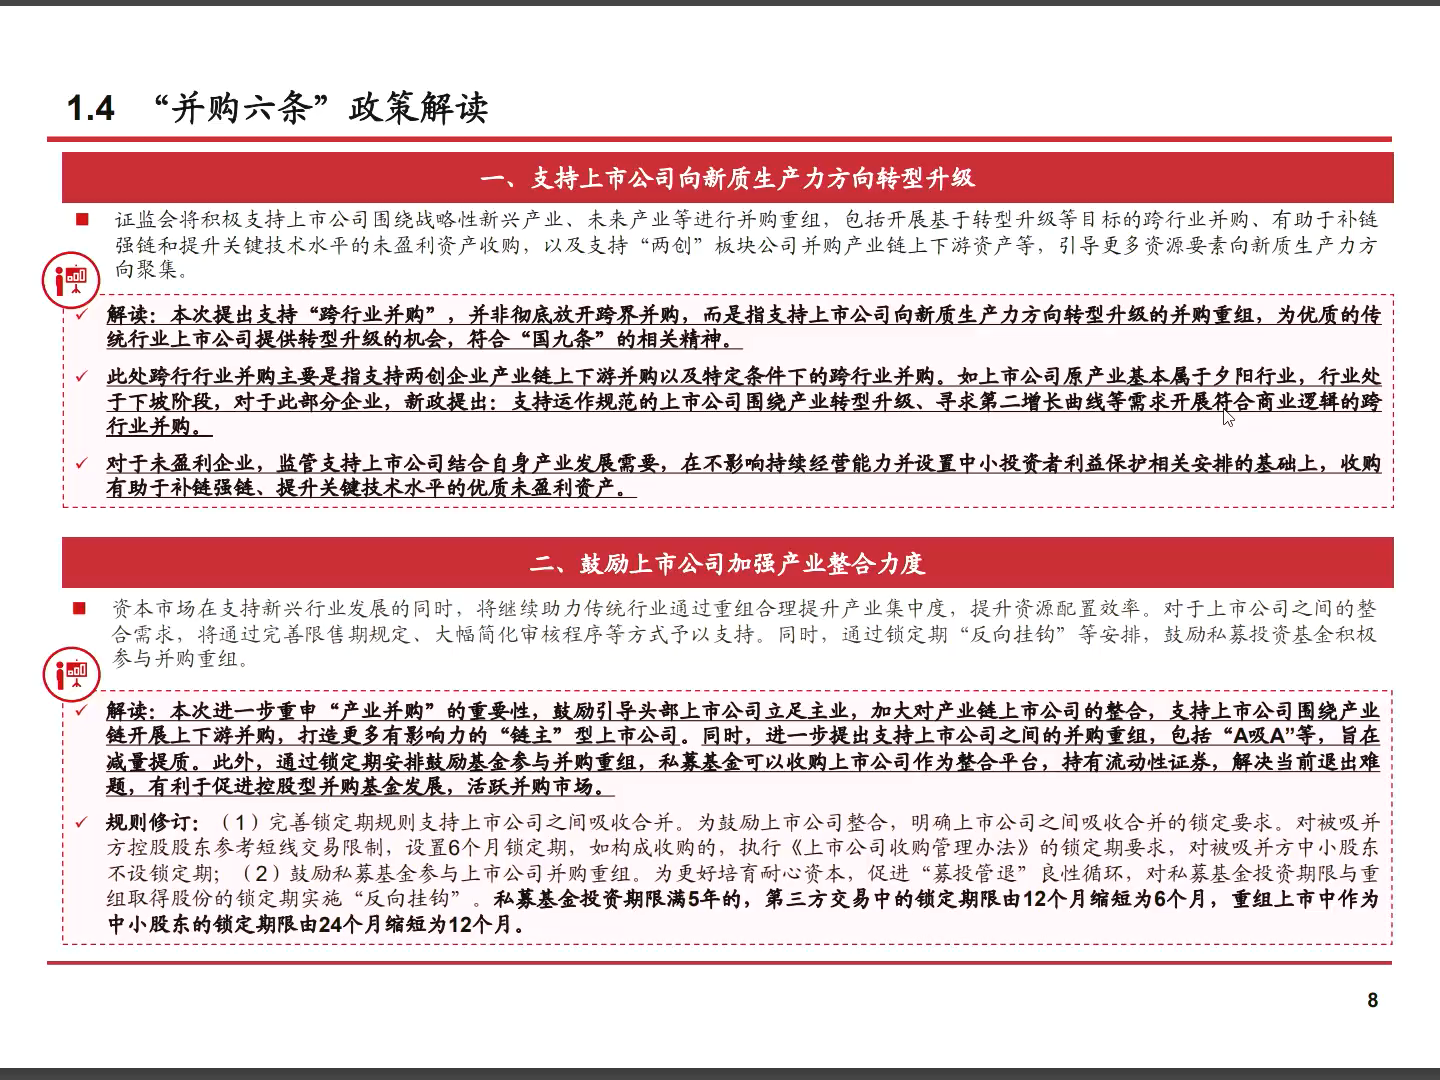 1.4 “并购六条”政策解读
一、支持上市公司向新质生产力方向转型升级
■ 证监会将积极支持上市公司围绕战略性新兴产业、未来产业等进行并购重组，包括开展基于转型升级等目标的跨行业并购、有助于补链
强链和提升关键技术水平的未盈利资产收购，以及支持“两创”板块公司并购产业链上下游资产等，引导更多资源要素向新质生产力方
向聚集。
✓ 解读：本次提出支持“跨行业并购”，并非彻底放开跨界并购，而是指支持上市公司向新质生产力方向转型升级的并购重组，为优质的传
统行业上市公司提供转型升级的机会，符合“国九条”的相关精神。
✓ 此处跨行行业并购主要是指支持两创企业产业链上下游并购以及特定条件下的跨行业并购。如上市公司原产业基本属于夕阳行业，行业处
于下坡阶段，对于此部分企业，新政提出：支持运作规范的上市公司围绕产业转型升级、寻求第二增长曲线等需求开展符合商业逻辑的跨
行业并购。
✓ 对于未盈利企业，监管支持上市公司结合自身产业发展需要，在不影响持续经营能力并设置中小投资者利益保护相关安排的基础上，收购
有助于补链强链、提升关键技术水平的优质未盈利资产。
二、鼓励上市公司加强产业整合力度
■ 资本市场在支持新兴行业发展的同时，将继续助力传统行业通过重组合理提升产业集中度，提升资源配置效率。对于上市公司之间的整
合需求，将通过完善限售期规定、大幅简化审核程序等方式予以支持。同时，通过锁定期“反向挂钩”等安排，鼓励私募投资基金积极
参与并购重组。
✓ 解读：本次进一步重申“产业并购”的重要性，鼓励引导头部上市公司立足主业，加大对产业链上市公司的整合，支持上市公司围绕产业
链开展上下游并购，打造更多有影响力的“链主”型上市公司。同时，进一步提出支持上市公司之间的并购重组，包括“A吸A”等，旨在
减量提质。此外，通过锁定期安排鼓励基金参与并购重组，私募基金可以收购上市公司作为整合平台，持有流动性证券，解决当前退出难
题，有利于促进控股型并购基金发展，活跃并购市场。
✓ 规则修订：（1）完善锁定期规则支持上市公司之间吸收合并。为鼓励上市公司整合，明确上市公司之间吸收合并的锁定要求。对被吸并
方控股股东参考短线交易限制，设置6个月锁定期，如构成收购的，执行《上市公司收购管理办法》的锁定期要求，对被吸并方中小股东
不设锁定期；（2）鼓励私募基金参与上市公司并购重组。为更好培育耐心资本，促进“募投管退”良性循环，对私募基金投资期限与重
组取得股份的锁定期实施“反向挂钩”。私募基金投资期限满5年的，第三方交易中的锁定期限由12个月缩短为6个月，重组上市中作为
中小股东的锁定期限由24个月缩短为12个月。
8